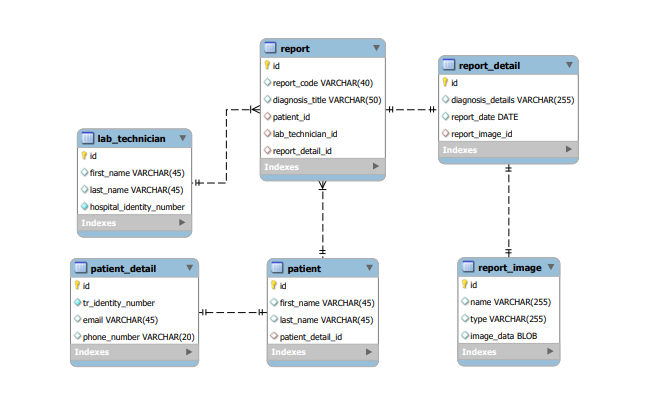 report
id
report_code VARCHAR(40)
diagnosis_title VARCHAR(50)
patient_id
lab_technician_id
report_detail_id
Indexes
report_detail
id
diagnosis_details VARCHAR(255)
report_date DATE
report_image_id
Indexes
lab_technician
id
first_name VARCHAR(45)
last_name VARCHAR(45)
hospital_identity_number
Indexes
patient_detail
id
tr_identity_number
email VARCHAR(45)
phone_number VARCHAR(20)
Indexes
patient
id
first_name VARCHAR(45)
last_name VARCHAR(45)
patient_detail_id
Indexes
report_image
id
name VARCHAR(255)
type VARCHAR(255)
image_data BLOB
Indexes